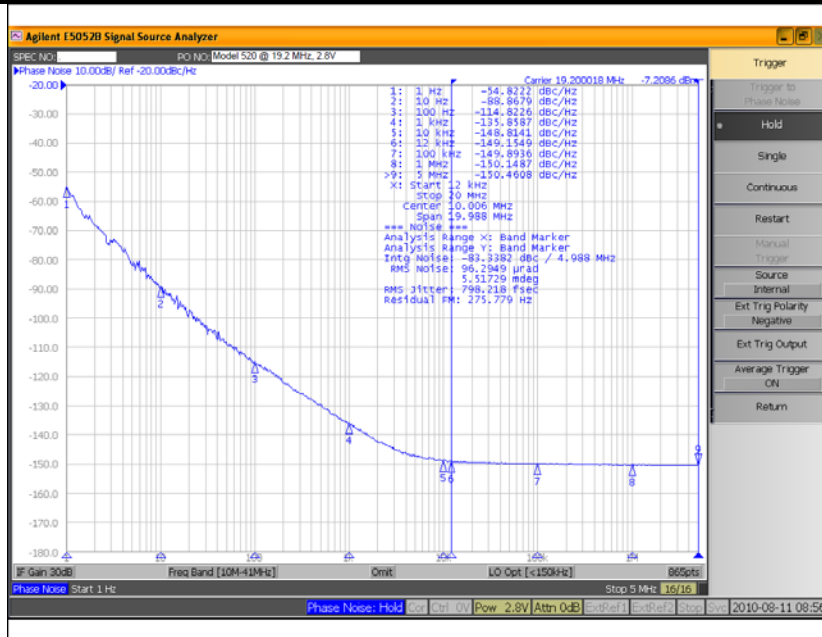 Agilent E5052B Signal Source Analyzer
SPEC NO: .
PO NO: Model 520 @ 19.2 MHz, 2.8V
Phase Noise 10.00dB/ Ref -20.00dBc/Hz
Carrier 19.200018 MHz -7.2086 dBm
-20.00
-30.00
-40.00
-50.00
-60.00
-70.00
-80.00
-90.00
-100.0
-110.0
-120.0
-130.0
-140.0
-150.0
-160.0
-170.0
-180.0
1: 1 Hz -54.8222 dBc/Hz
2: 10 Hz -88.8679 dBc/Hz
3: 100 Hz -114.8226 dBc/Hz
4: 1 kHz -135.8587 dBc/Hz
5: 10 kHz -148.8141 dBc/Hz
6: 12 kHz -149.1549 dBc/Hz
7: 100 kHz -149.8936 dBc/Hz
8: 1 MHz -150.1487 dBc/Hz
>9: 5 MHz -150.4608 dBc/Hz
X: Start 12 kHz
Stop 20 MHz
Center 10.006 MHz
Span 19.988 MHz
=== Noise ===
Analysis Range X: Band Marker
Analysis Range Y: Band Marker
Intg Noise: -83.3382 dBc / 4.988 MHz
RMS Noise: 96.2949 µrad
5.51729 mdeg
RMS Jitter: 798.218 fsec
Residual FM: 275.779 Hz
1
2
3
4
5
6
7
8
9
IF Gain 30dB
Freq Band [10M-41MHz]
Omit
LO Opt [<150kHz]
865pts
Phase Noise Start 1 Hz
Stop 5 MHz 16/16
Phase Noise: Hold Cor Ctrl 0V Pow 2.8V Attn 0dB ExtRef1 ExtRef2 Stop Svc 2010-08-11 08:56
Trigger
Trigger to
Phase Noise
Hold
Single
Continuous
Restart
Manual
Trigger
Source
Internal
Ext Trig Polarity
Negative
Ext Trig Output
Average Trigger
ON
Return